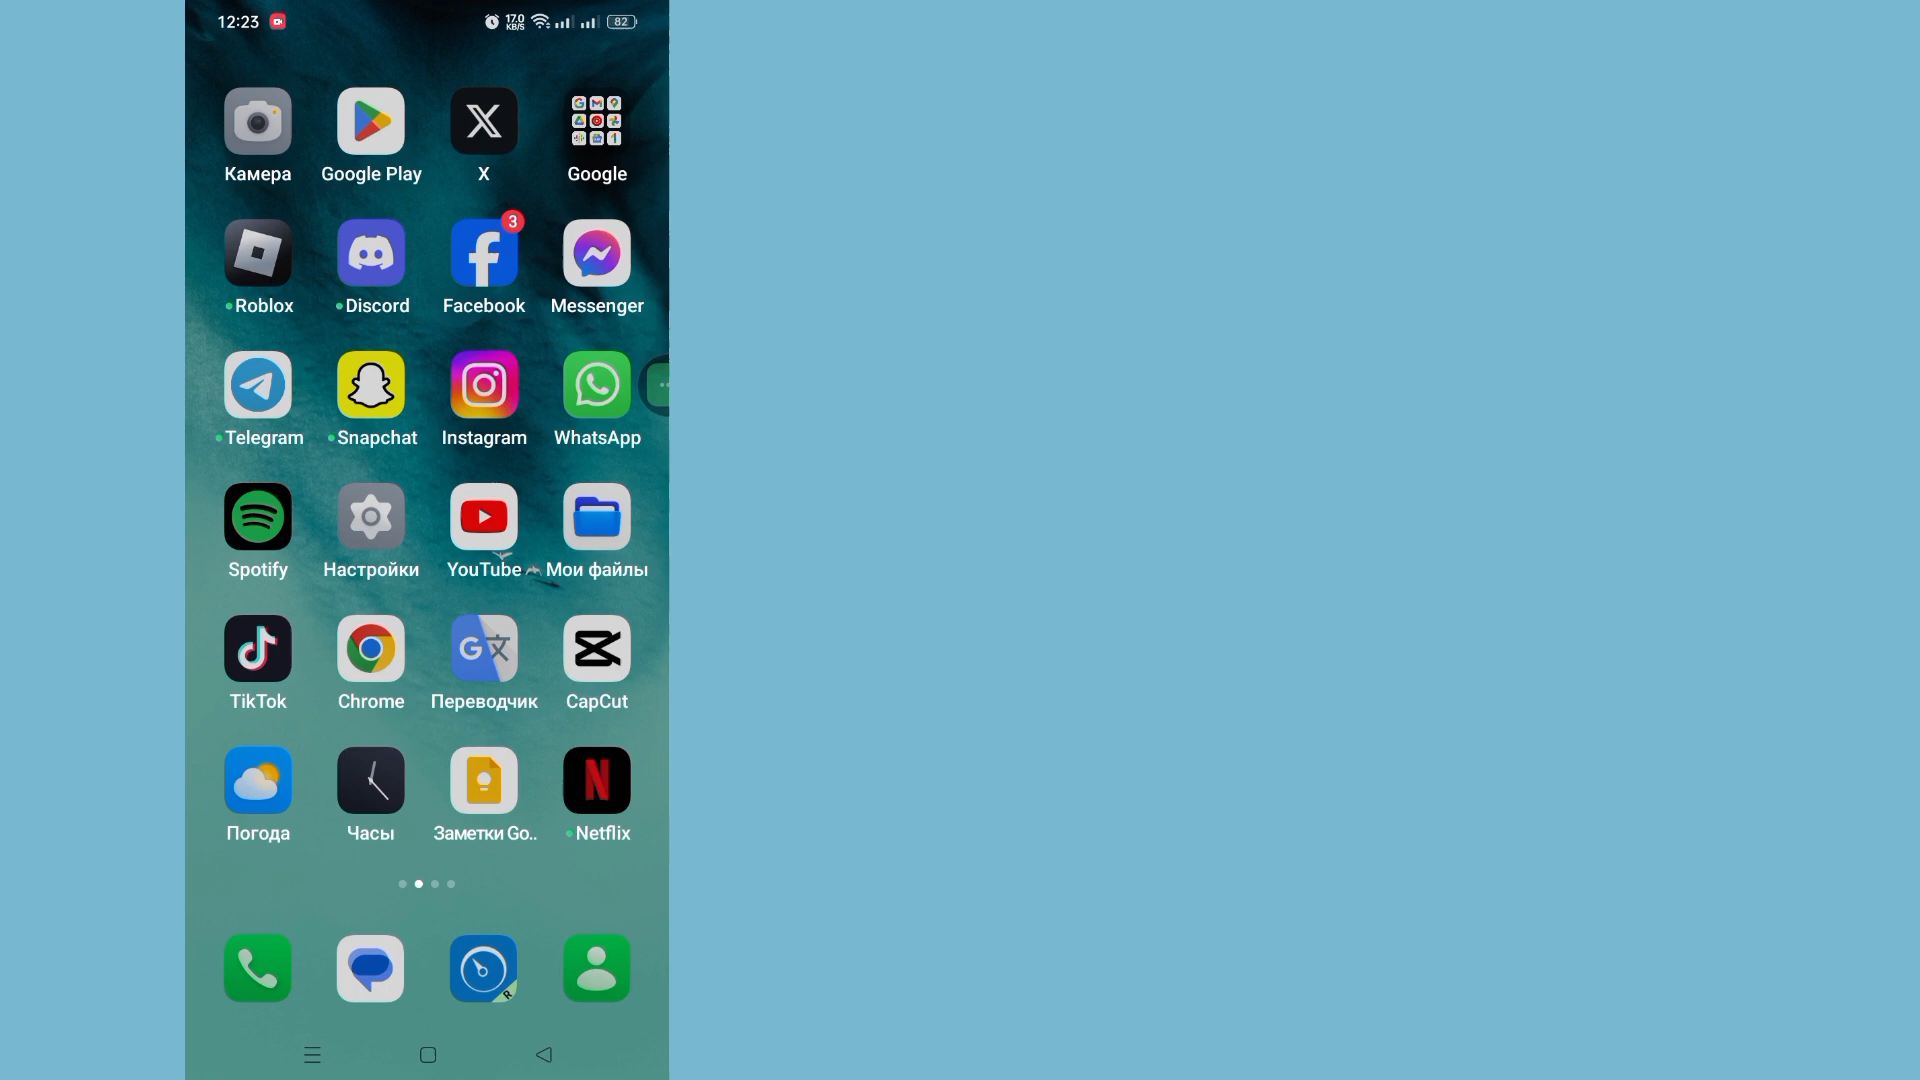 12:23 17.0 KB/S 82
Камера Google Play X Google
3
Roblox Discord Facebook Messenger
Telegram Snapchat Instagram WhatsApp
Spotify Настройки YouTube Мои файлы
TikTok Chrome Переводчик CapCut
Погода Часы Заметки Go.. Netflix
R